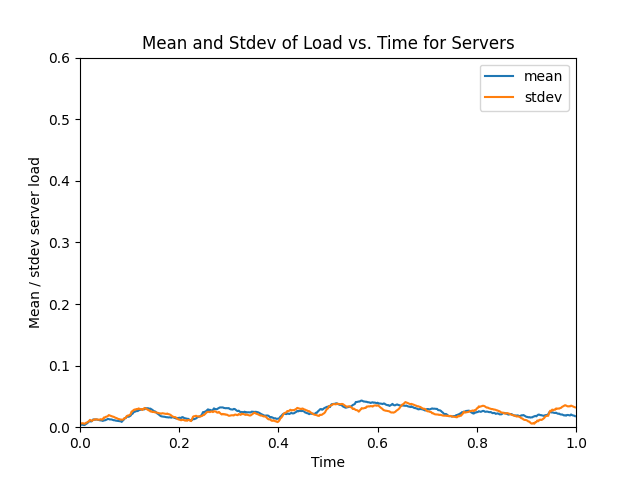 Mean and Stdev of Load vs. Time for Servers
mean
stdev
0.6
0.5
0.4
0.3
0.2
0.1
0.0
Mean / stdev server load
0.0 0.2 0.4 0.6 0.8 1.0
Time